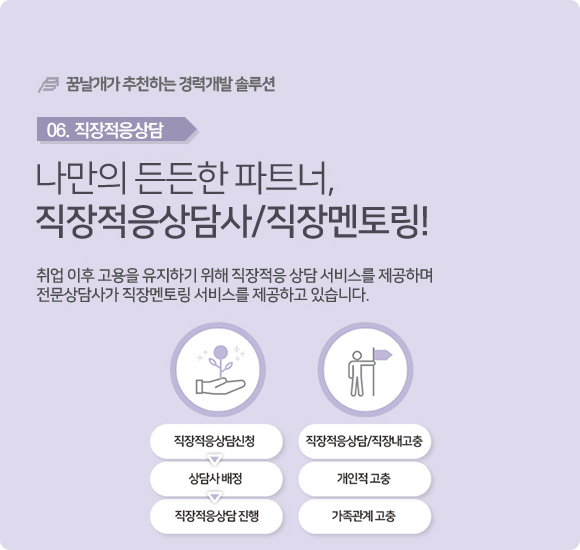 꿈날개가 추천하는 경력개발 솔루션
06. 직장적응상담
나만의 든든한 파트너,
직장적응상담사/직장멘토링!
취업 이후 고용을 유지하기 위해 직장적응 상담 서비스를 제공하며
전문상담사가 직장멘토링 서비스를 제공하고 있습니다.
직장적응상담신청
상담사 배정
직장적응상담 진행
직장적응상담/직장내고충
개인적 고충
가족관계 고충